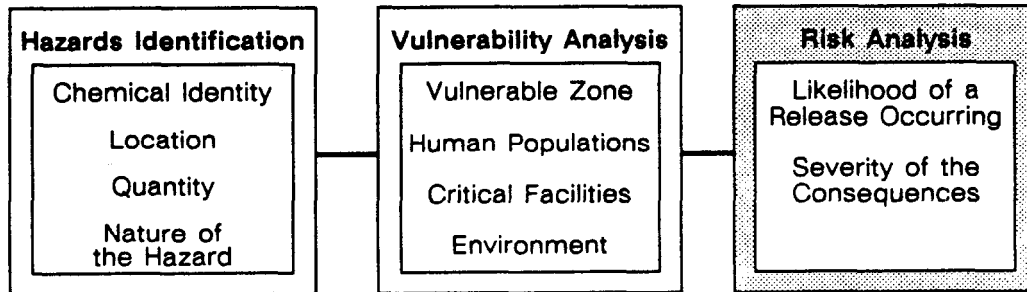 Hazards Identification
Chemical Identity
Location
Quantity
Nature of
the Hazard
Vulnerability Analysis
Vulnerable Zone
Human Populations
Critical Facilities
Environment
Risk Analysis
Likelihood of a
Release Occurring
Severity of the
Consequences